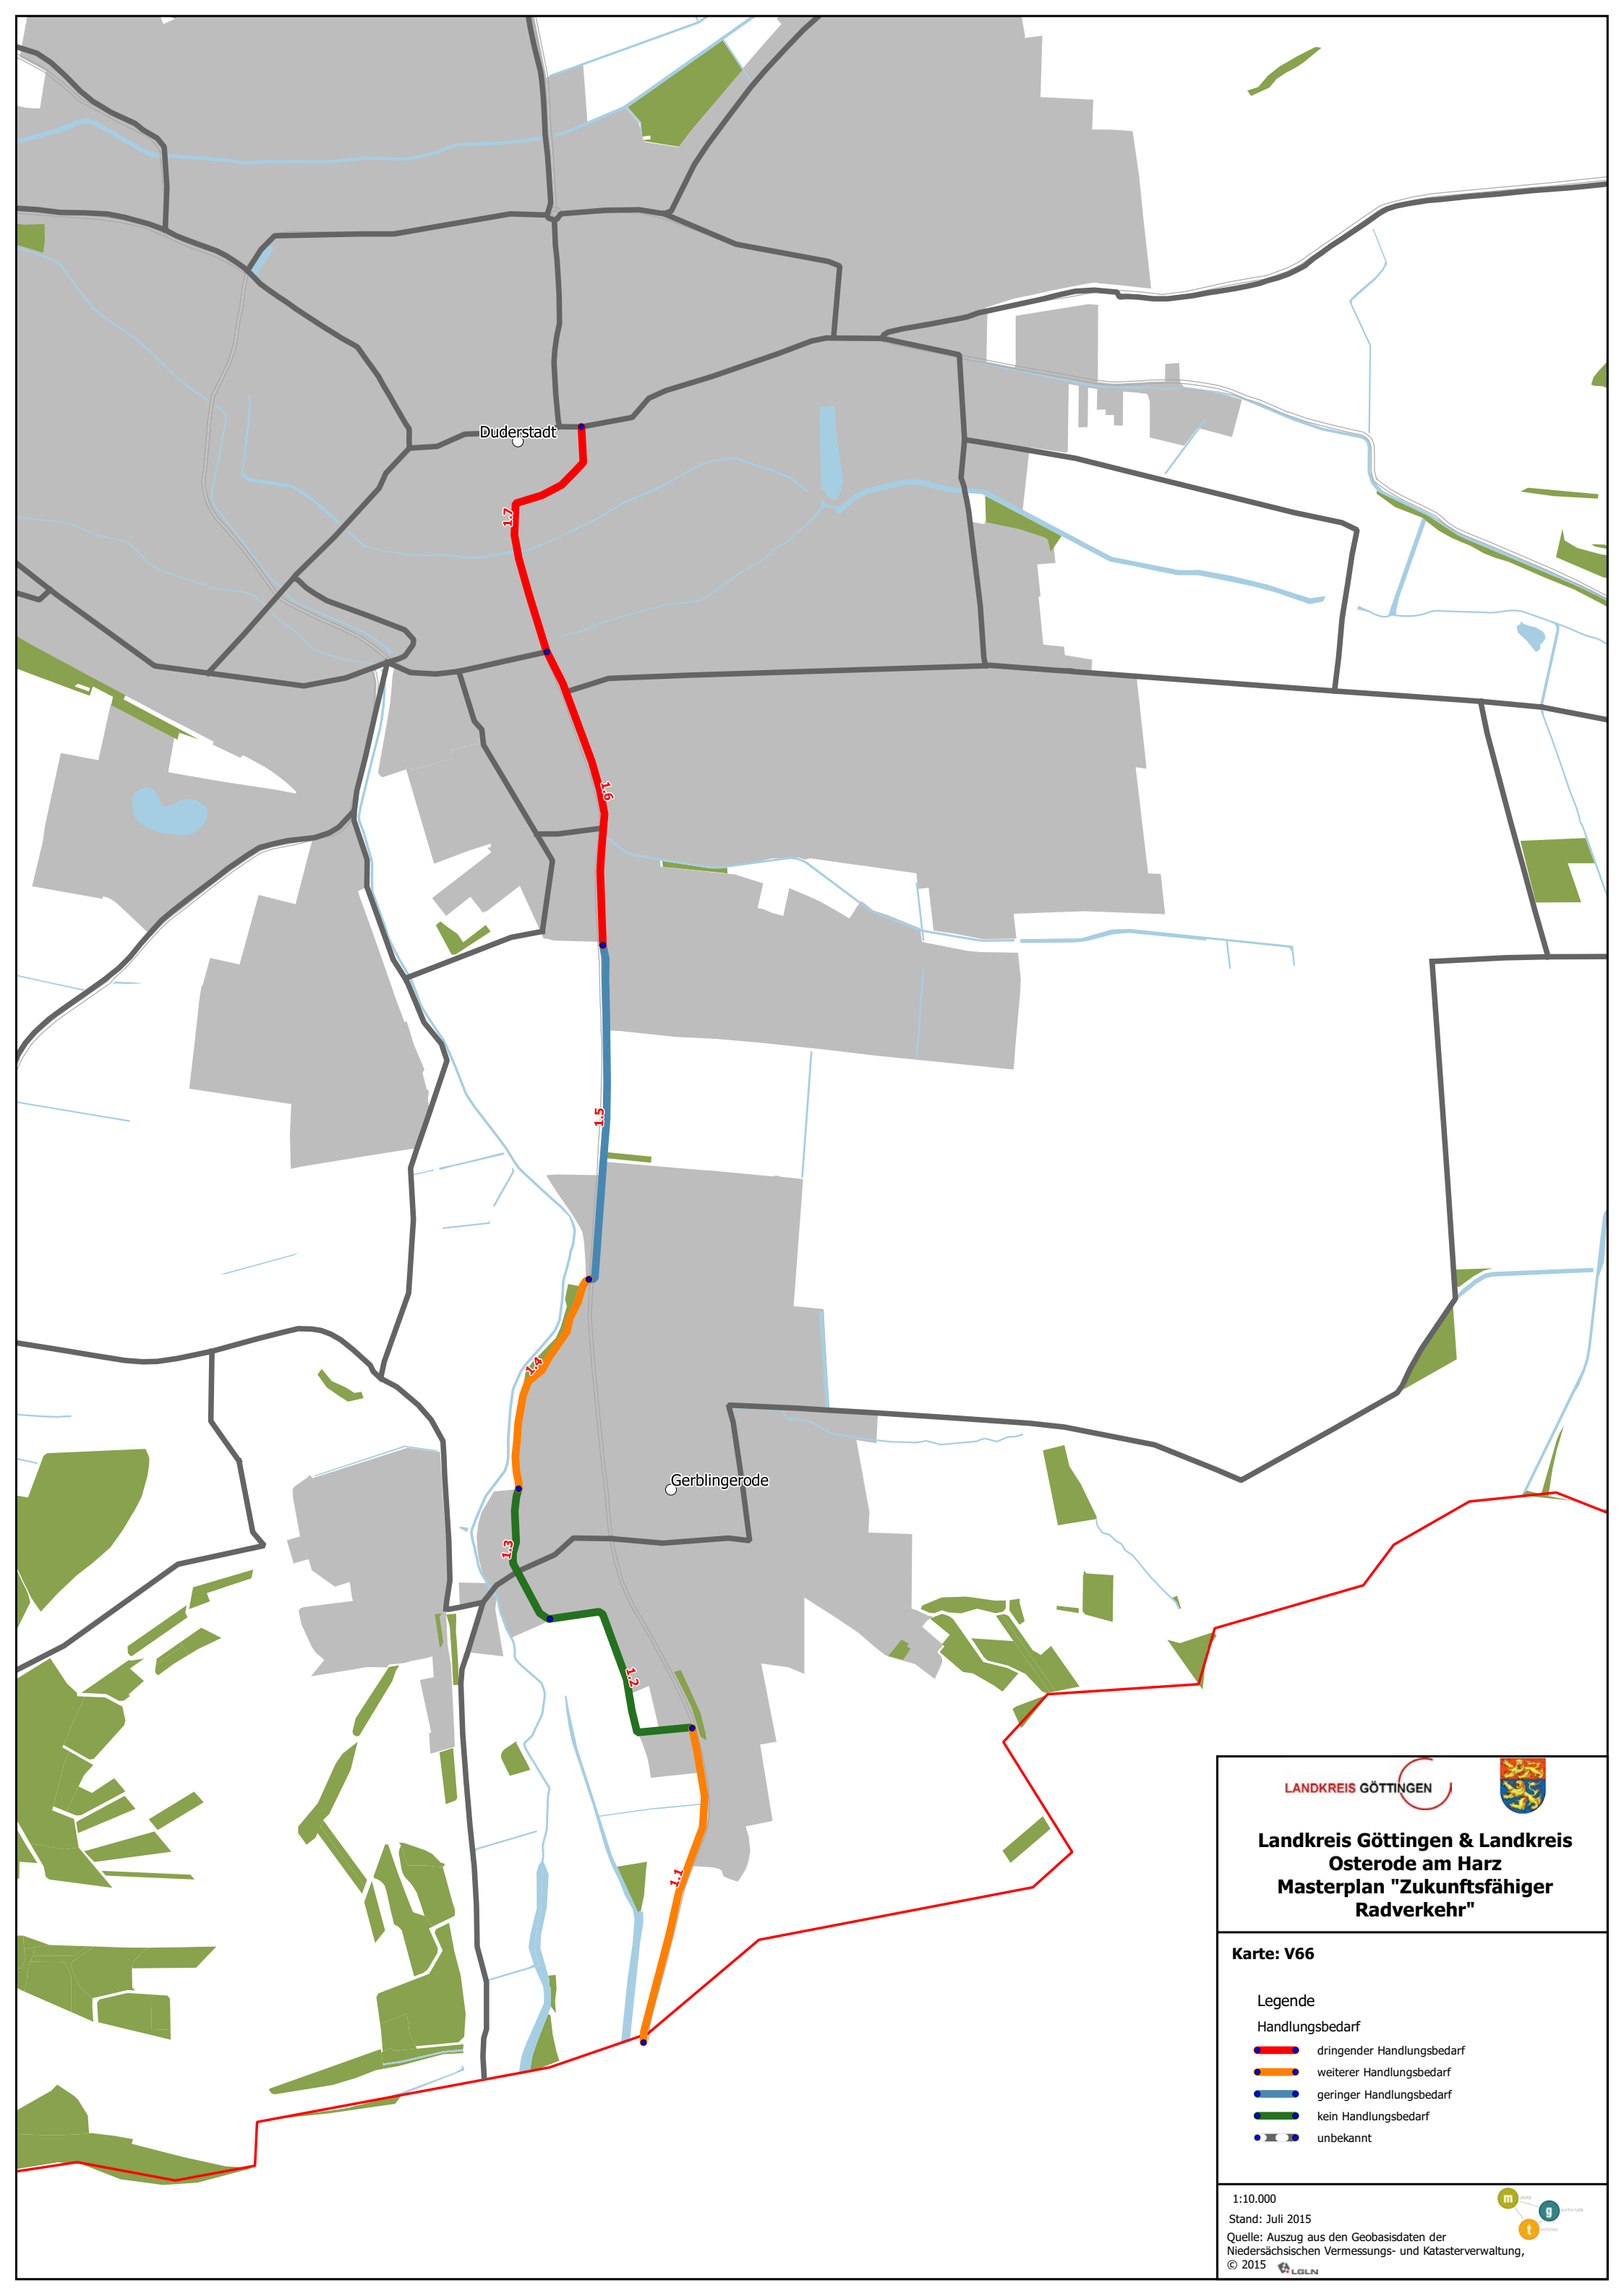 Duderstadt
1.7
1.6
1.5
1.4
Gerblingerode
1.3
1.2
1.1
LANDKREIS GÖTTINGEN
Landkreis Göttingen & Landkreis
Osterode am Harz
Masterplan "Zukunftsfähiger
Radverkehr"
Karte: V66
Legende
Handlungsbedarf
dringender Handlungsbedarf
weiterer Handlungsbedarf
geringer Handlungsbedarf
kein Handlungsbedarf
unbekannt
1:10.000
Stand: Juli 2015
Quelle: Auszug aus den Geobasisdaten der
Niedersächsischen Vermessungs- und Katasterverwaltung,
© 2015 LGLN
m
g
t